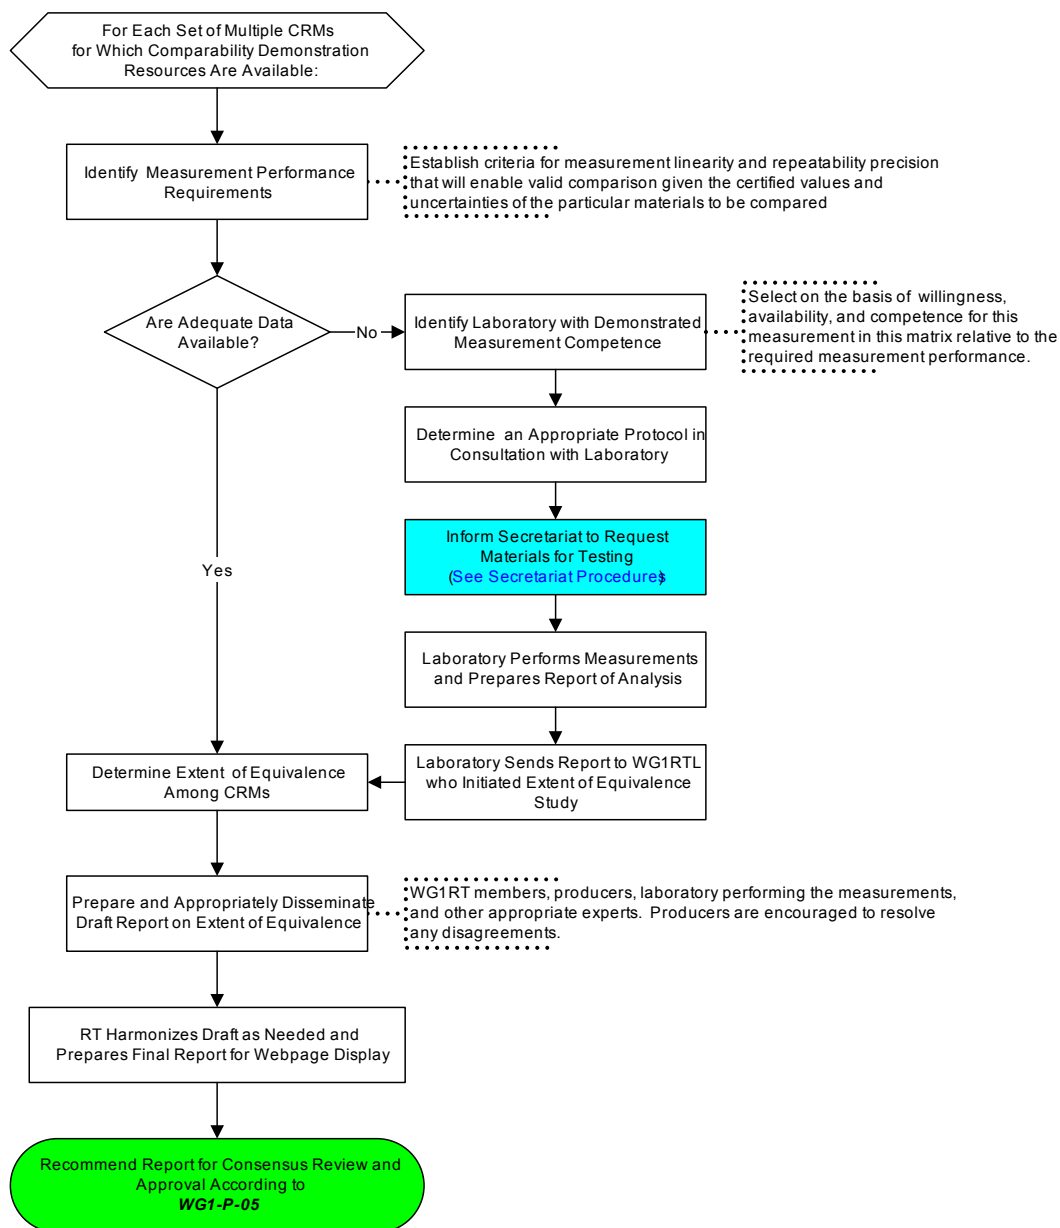 For Each Set of Multiple CRMs
for Which Comparability Demonstration
Resources Are Available:
Identify Measurement Performance
Requirements
Establish criteria for measurement linearity and repeatability precision
that will enable valid comparison given the certified values and
uncertainties of the particular materials to be compared
Are Adequate Data
Available?
No
Identify Laboratory with Demonstrated
Measurement Competence
Select on the basis of willingness,
availability, and competence for this
measurement in this matrix relative to the
required measurement performance.
Determine an Appropriate Protocol in
Consultation with Laboratory
Inform Secretariat to Request
Materials for Testing
(See Secretariat Procedures)
Yes
Laboratory Performs Measurements
and Prepares Report of Analysis
Laboratory Sends Report to WG1RTL
who Initiated Extent of Equivalence
Study
Determine Extent of Equivalence
Among CRMs
Prepare and Appropriately Disseminate
Draft Report on Extent of Equivalence
WG1RT members, producers, laboratory performing the measurements,
and other appropriate experts. Producers are encouraged to resolve
any disagreements.
RT Harmonizes Draft as Needed and
Prepares Final Report for Webpage Display
Recommend Report for Consensus Review and
Approval According to
WG1-P-05